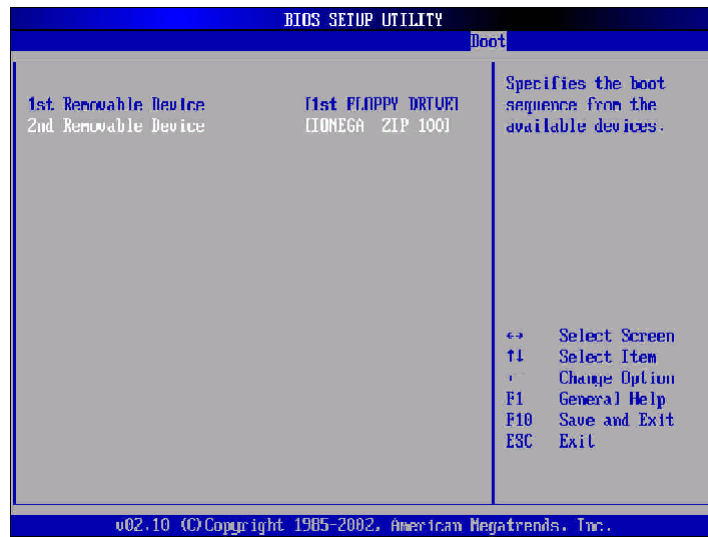 BIOS SETUP UTILITY
Boot
1st Removable Device [1st FLOPPY DRIVE]
2nd Removable Device [IOMEGA ZIP 100]
Specifies the boot
sequence from the
available devices.
↔ Select Screen
↑↓ Select Item
+- Change Option
F1 General Help
F10 Save and Exit
ESC Exit
v02.10 (C)Copyright 1985-2002, American Megatrends, Inc.